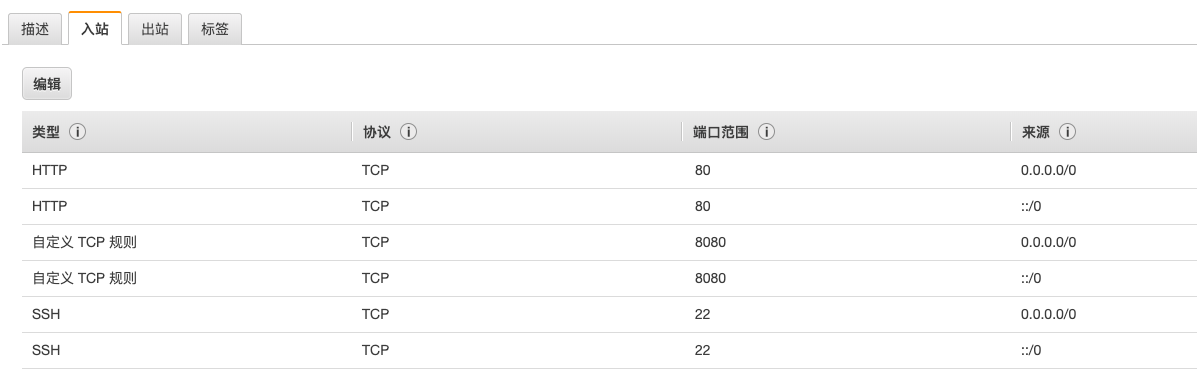 描述 入站 出站 标签
编辑
类型 协议 端口范围 来源
HTTP TCP 80 0.0.0.0/0
HTTP TCP 80 ::/0
自定义 TCP 规则 TCP 8080 0.0.0.0/0
自定义 TCP 规则 TCP 8080 ::/0
SSH TCP 22 0.0.0.0/0
SSH TCP 22 ::/0